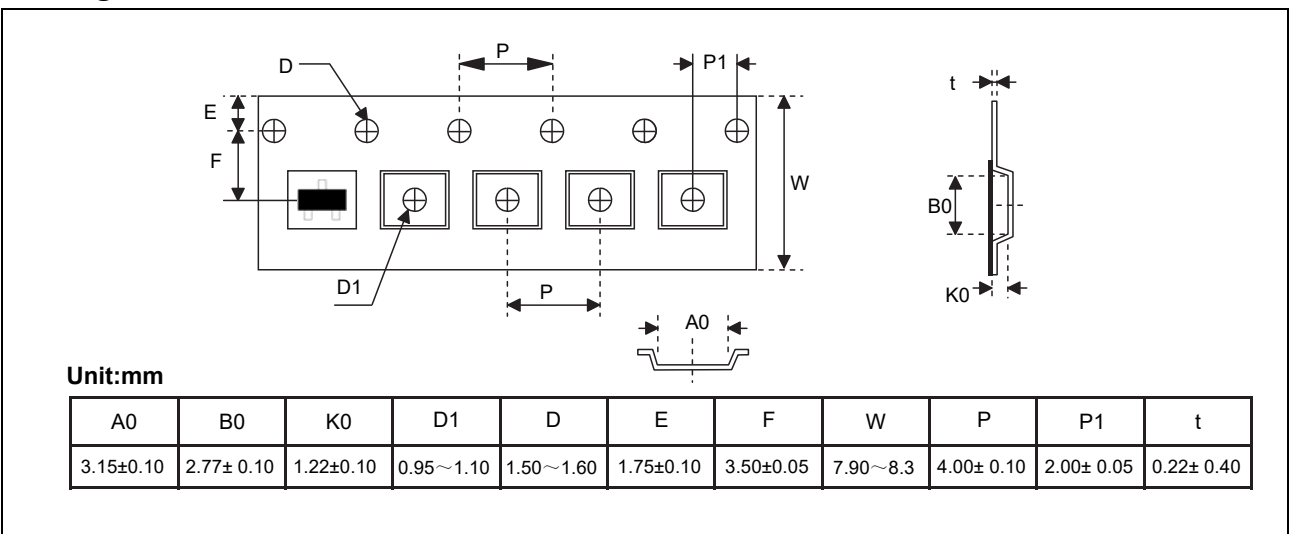 D
P
P1
t
E
F
W
B0
D1
P
K0
A0
Unit:mm
A0 B0 K0 D1 D E F W P P1 t
3.15±0.10 2.77± 0.10 1.22±0.10 0.95～1.10 1.50～1.60 1.75±0.10 3.50±0.05 7.90～8.3 4.00± 0.10 2.00± 0.05 0.22± 0.40